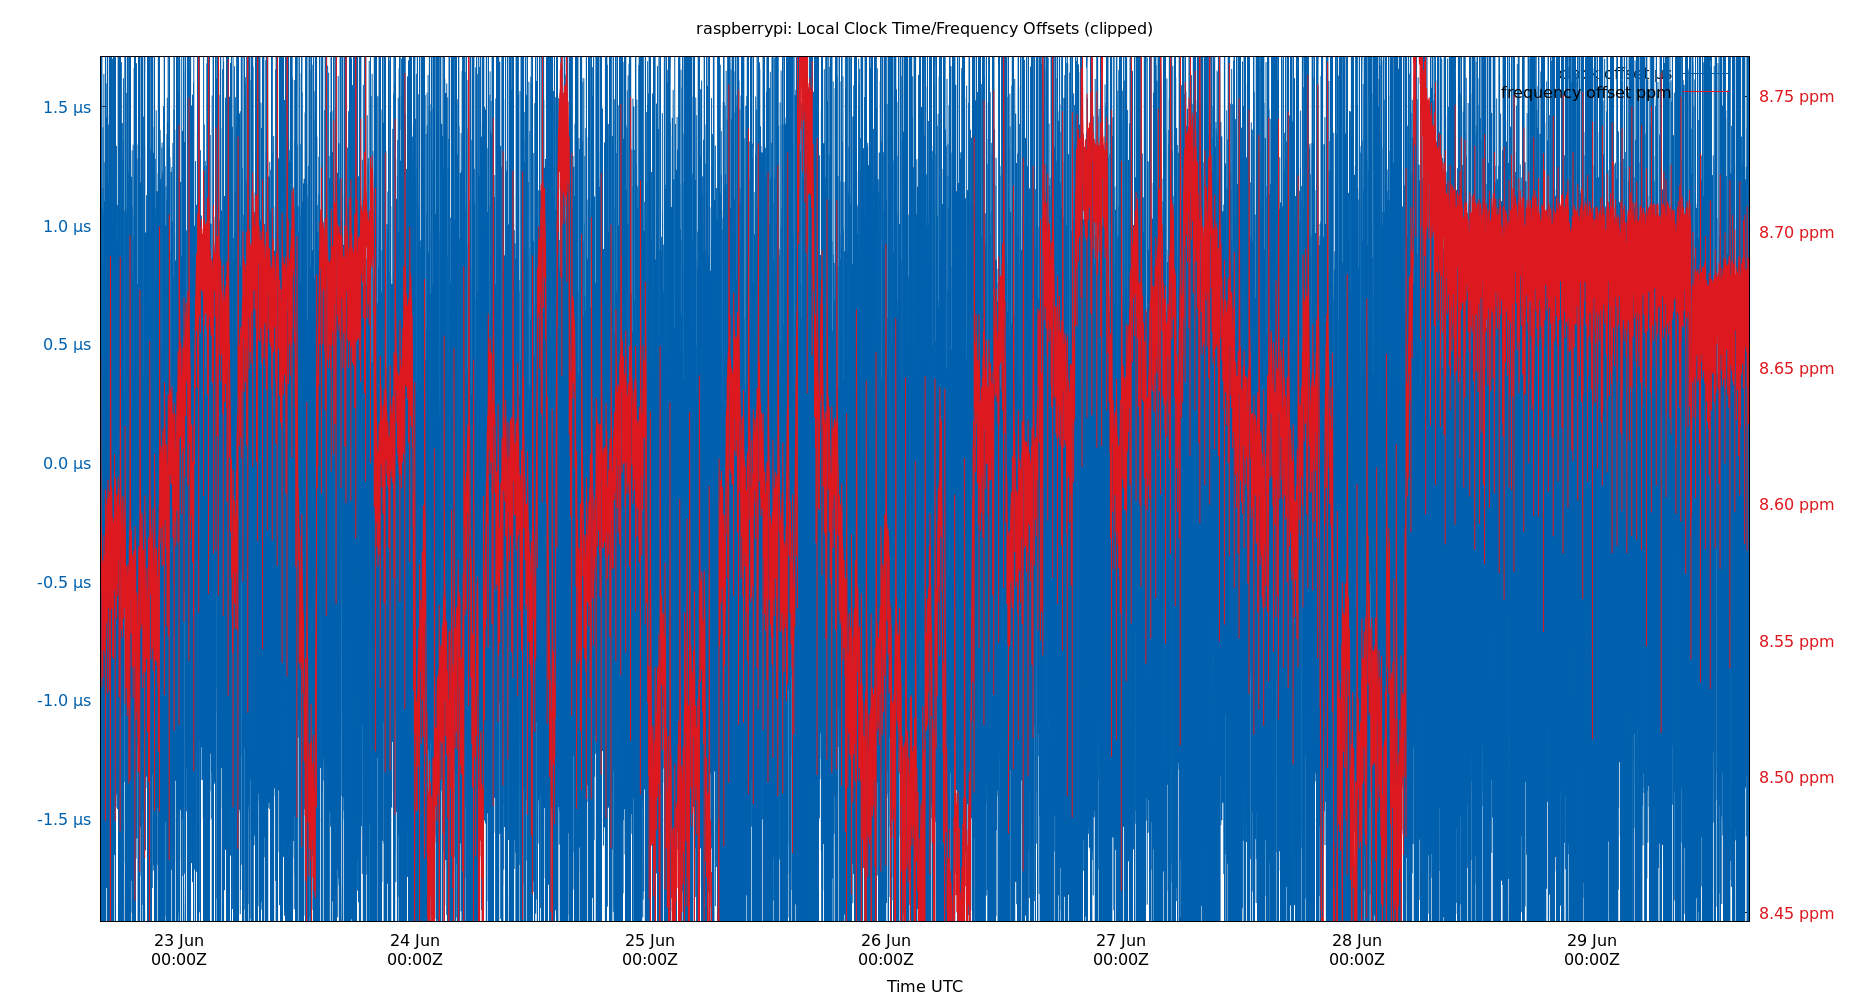 raspberrypi: Local Clock Time/Frequency Offsets (clipped)
clock offset µs
frequency offset ppm
1.5 µs
1.0 µs
0.5 µs
0.0 µs
-0.5 µs
-1.0 µs
-1.5 µs
8.75 ppm
8.70 ppm
8.65 ppm
8.60 ppm
8.55 ppm
8.50 ppm
8.45 ppm
23 Jun 24 Jun 25 Jun 26 Jun 27 Jun 28 Jun 29 Jun
00:00Z 00:00Z 00:00Z 00:00Z 00:00Z 00:00Z 00:00Z
Time UTC